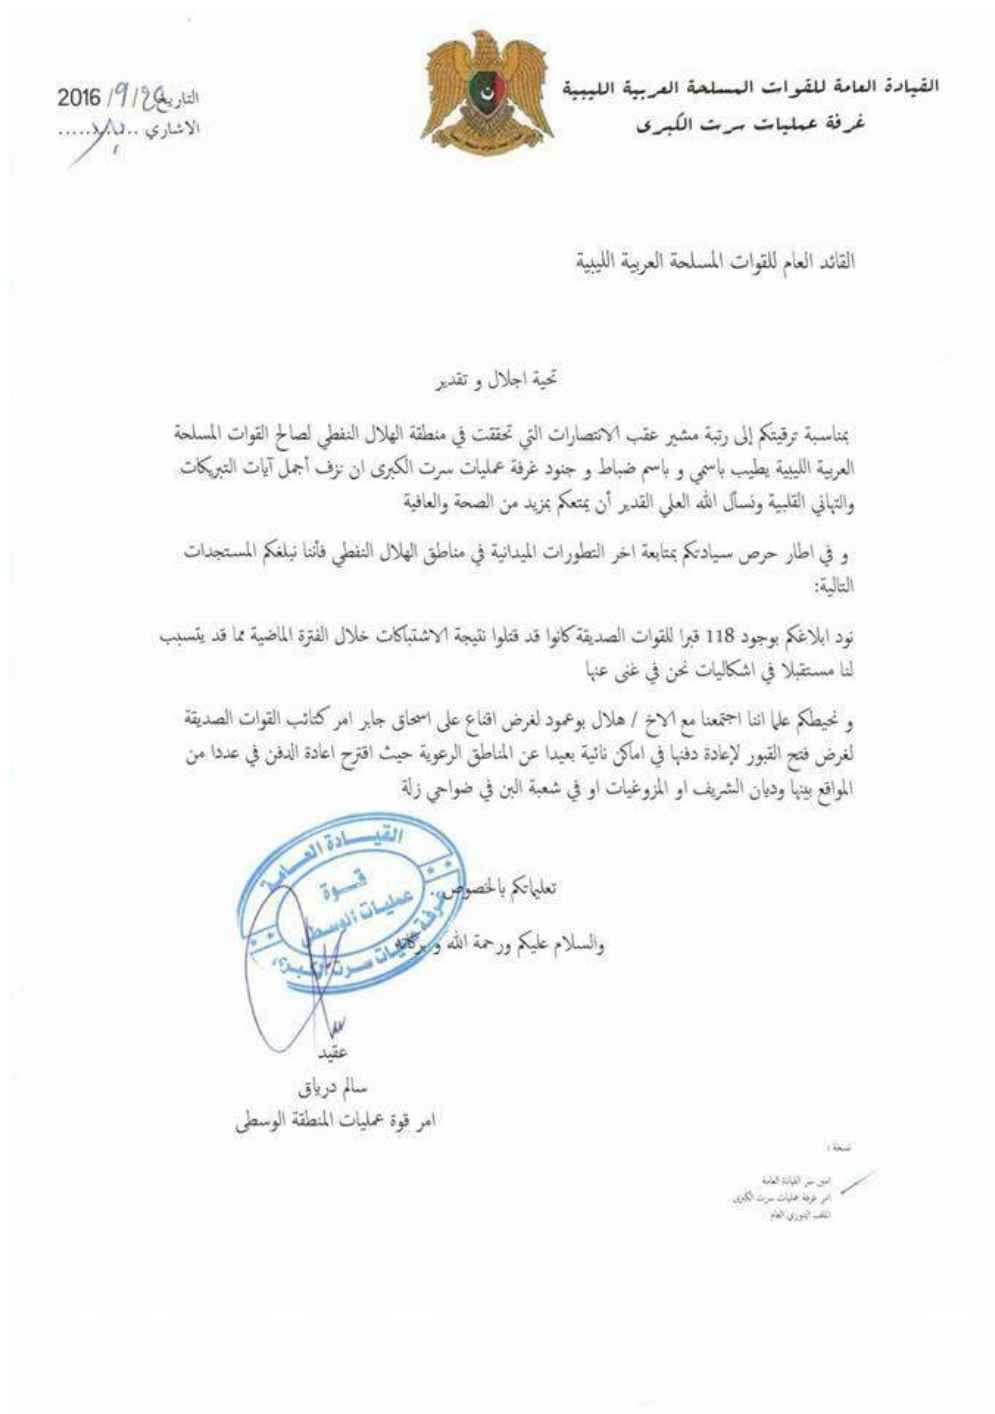 القيادة العامة للقوات المسلحة العربية الليبية
غرفة عمليات سرت الكبرى
التاريخ 2016/9/
الاشاري
القائد العام للقوات المسلحة العربية الليبية
تحية اجلال و تقدير
بمناسبة ترقيتكم إلى رتبة مشير عقب الانتصارات التي تحققت في منطقة الهلال النفطي لصالح القوات المسلحة
العربية الليبية يطيب باسمي و باسم ضباط و جنود غرفة عمليات سرت الكبرى ان نزف أجمل آيات التبريكات
والتهاني القلبية ونسأل الله العلي القدير أن يمتعكم بمزيد من الصحة والعافية
و في اطار حرص سيادتكم بمتابعة اخر التطورات الميدانية في مناطق الهلال النفطي فأننا نبلغكم المستجدات
التالية:
نود ابلاغكم بوجود 118 قبرا للقوات الصديقة كانوا قد قتلوا نتيجة الاشتباكات خلال الفترة الماضية مما قد يتسبب
لنا مستقبلا في اشكاليات نحن في غنى عنها
و نحيطكم علما اننا اجتمعنا مع الاخ / هلال بوعمود لغرض اقناع على اسحاق جابر امر كتائب القوات الصديقة
لغرض فتح القبور لإعادة دفنها في اماكن نائية بعيدا عن المناطق الرعوية حيث اقترح اعادة الدفن في عددا من
المواقع بينها وديان الشريف او المزوغيات او في شعبة البن في ضواحي زلة
تعليماتكم بالخصوص
والسلام عليكم ورحمة الله وبركاته
القيادة العامة
قوة
عمليات الوسطى
غرفة عمليات سرت الكبرى
عقيد
سالم درياق
امر قوة عمليات المنطقة الوسطى
نسخة :
امين سر القيادة العامة
امر غرفة عمليات سرت الكبرى
الملف الدوري العام